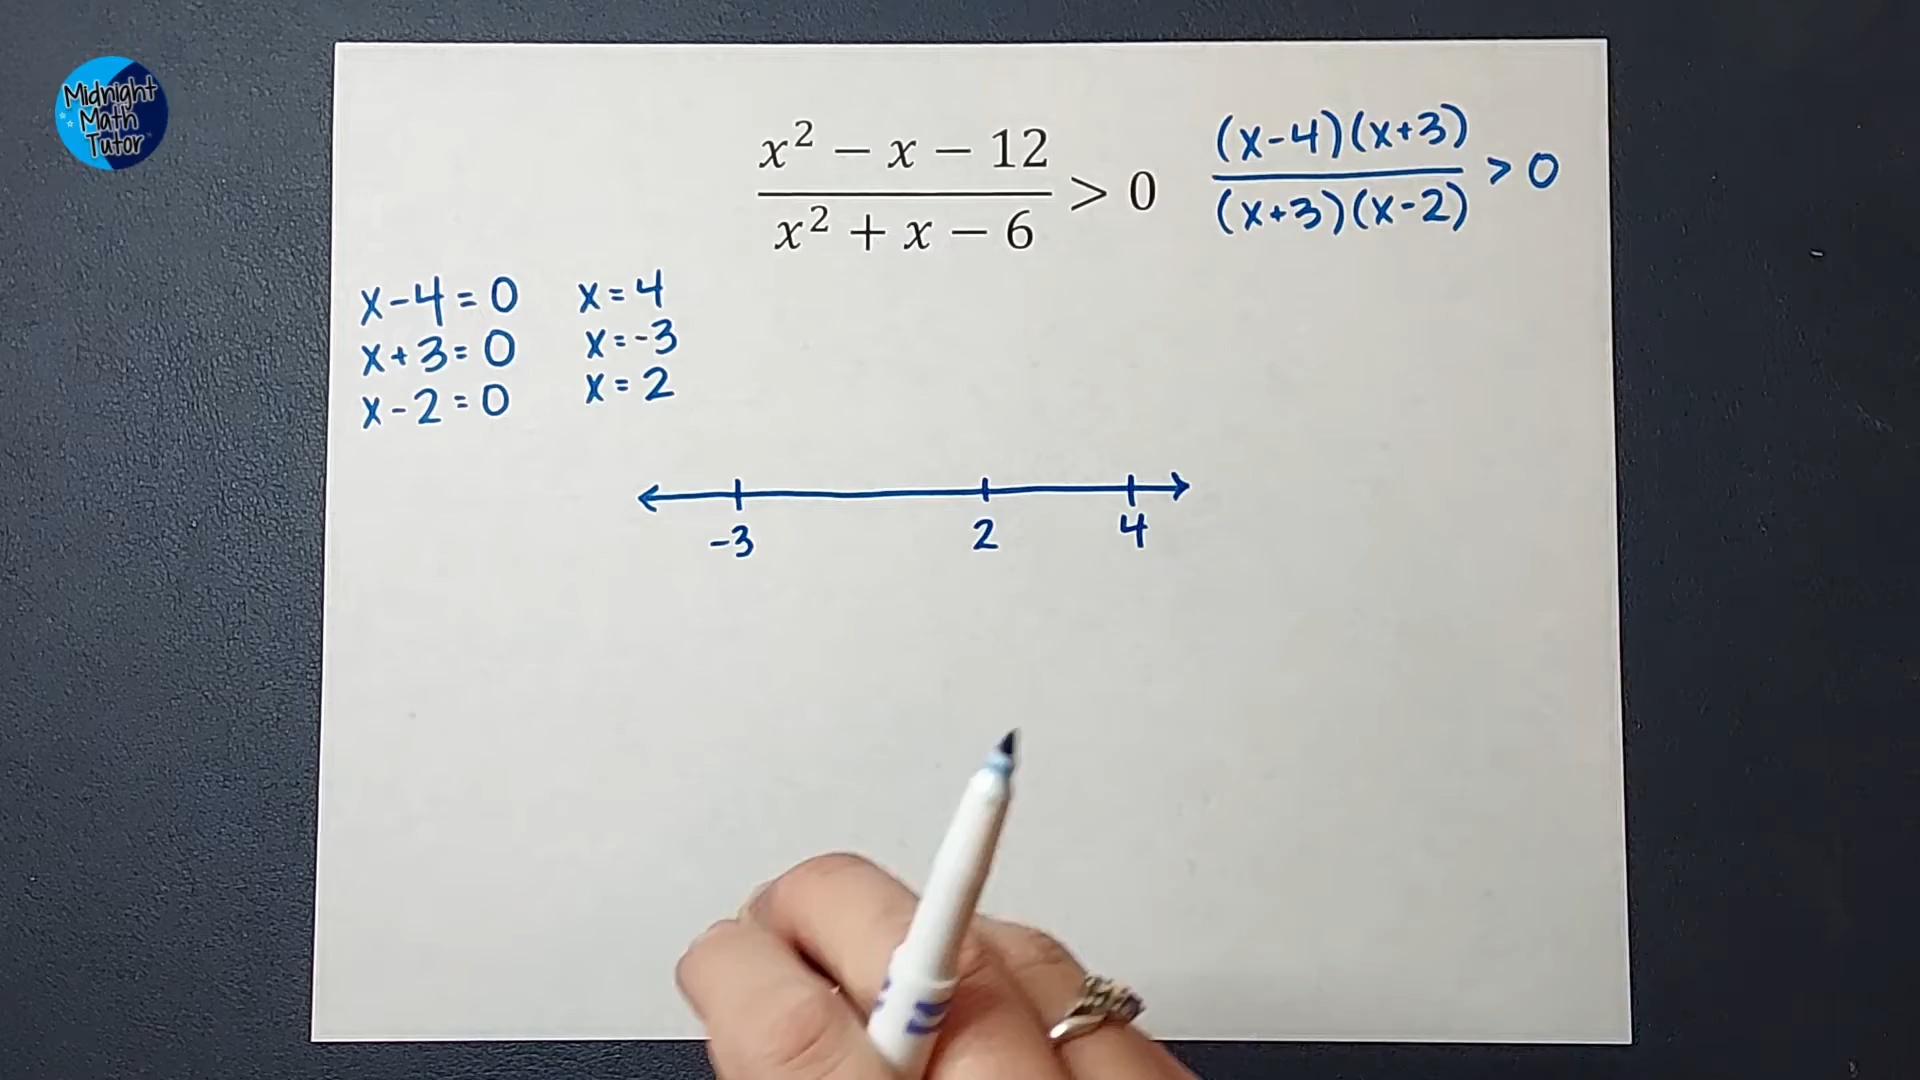 Midnight
Math
Tutor
x² − x − 12
x² + x − 6
> 0
(x-4)(x+3)
(x+3)(x-2)
> 0
x-4=0 x=4
x+3=0 x=-3
x-2=0 x=2
-3 2 4